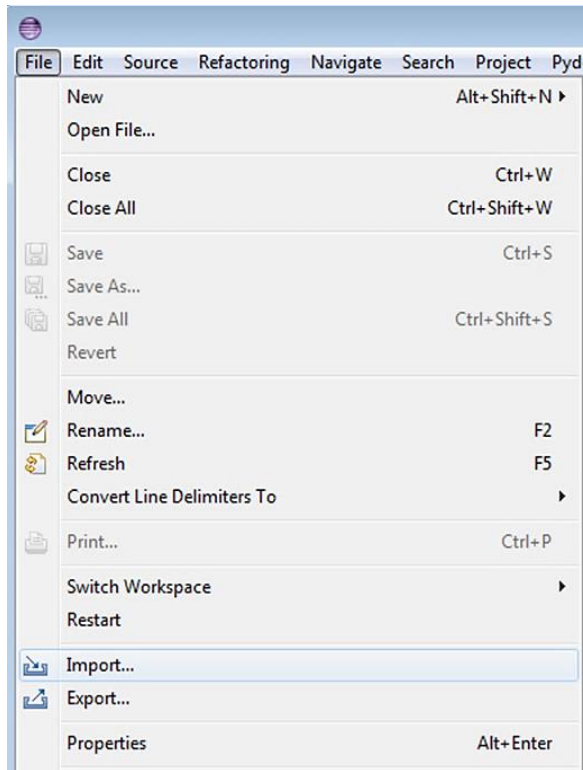 File Edit Source Refactoring Navigate Search Project Pyd
New Alt+Shift+N
Open File...
Close Ctrl+W
Close All Ctrl+Shift+W
Save Ctrl+S
Save As...
Save All Ctrl+Shift+S
Revert
Move...
Rename... F2
Refresh F5
Convert Line Delimiters To
Print... Ctrl+P
Switch Workspace
Restart
Import...
Export...
Properties Alt+Enter